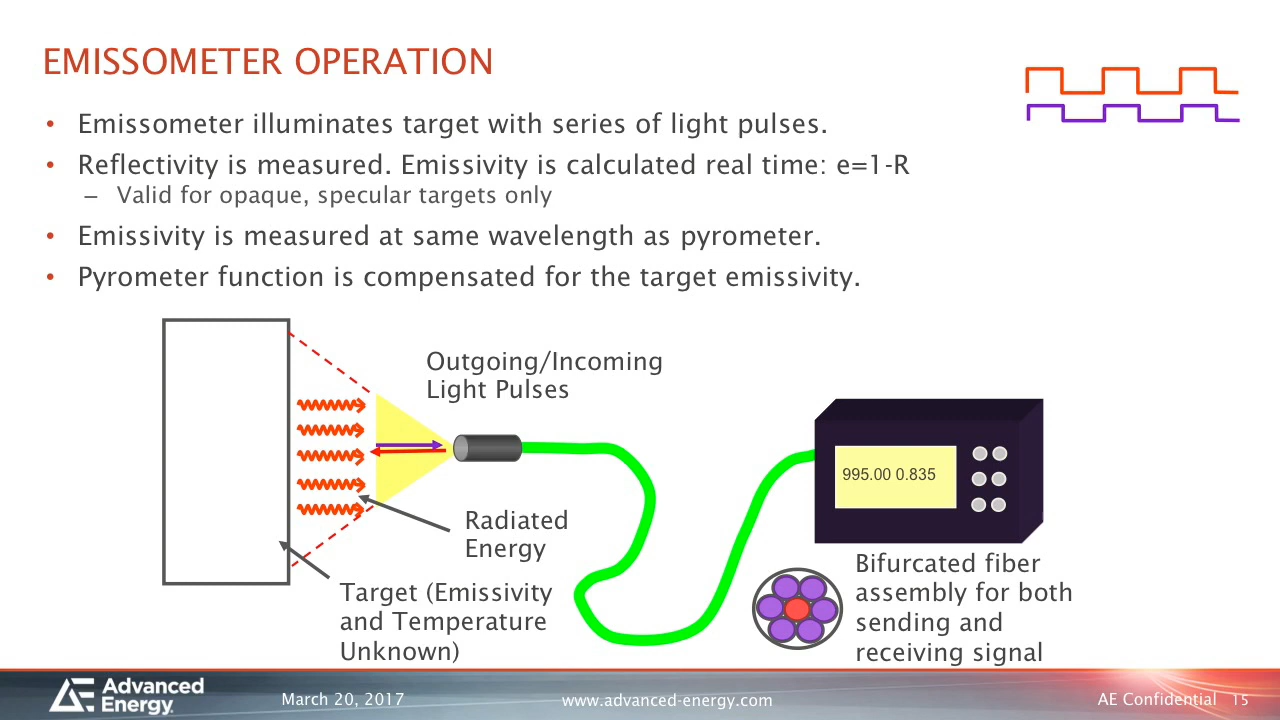 EMISSOMETER OPERATION
• Emissometer illuminates target with series of light pulses.
• Reflectivity is measured. Emissivity is calculated real time: e=1-R
– Valid for opaque, specular targets only
• Emissivity is measured at same wavelength as pyrometer.
• Pyrometer function is compensated for the target emissivity.
Outgoing/Incoming
Light Pulses
995.00 0.835
Radiated
Energy
Target (Emissivity
and Temperature
Unknown)
Bifurcated fiber
assembly for both
sending and
receiving signal
Advanced
Energy
March 20, 2017
www.advanced-energy.com
AE Confidential 15